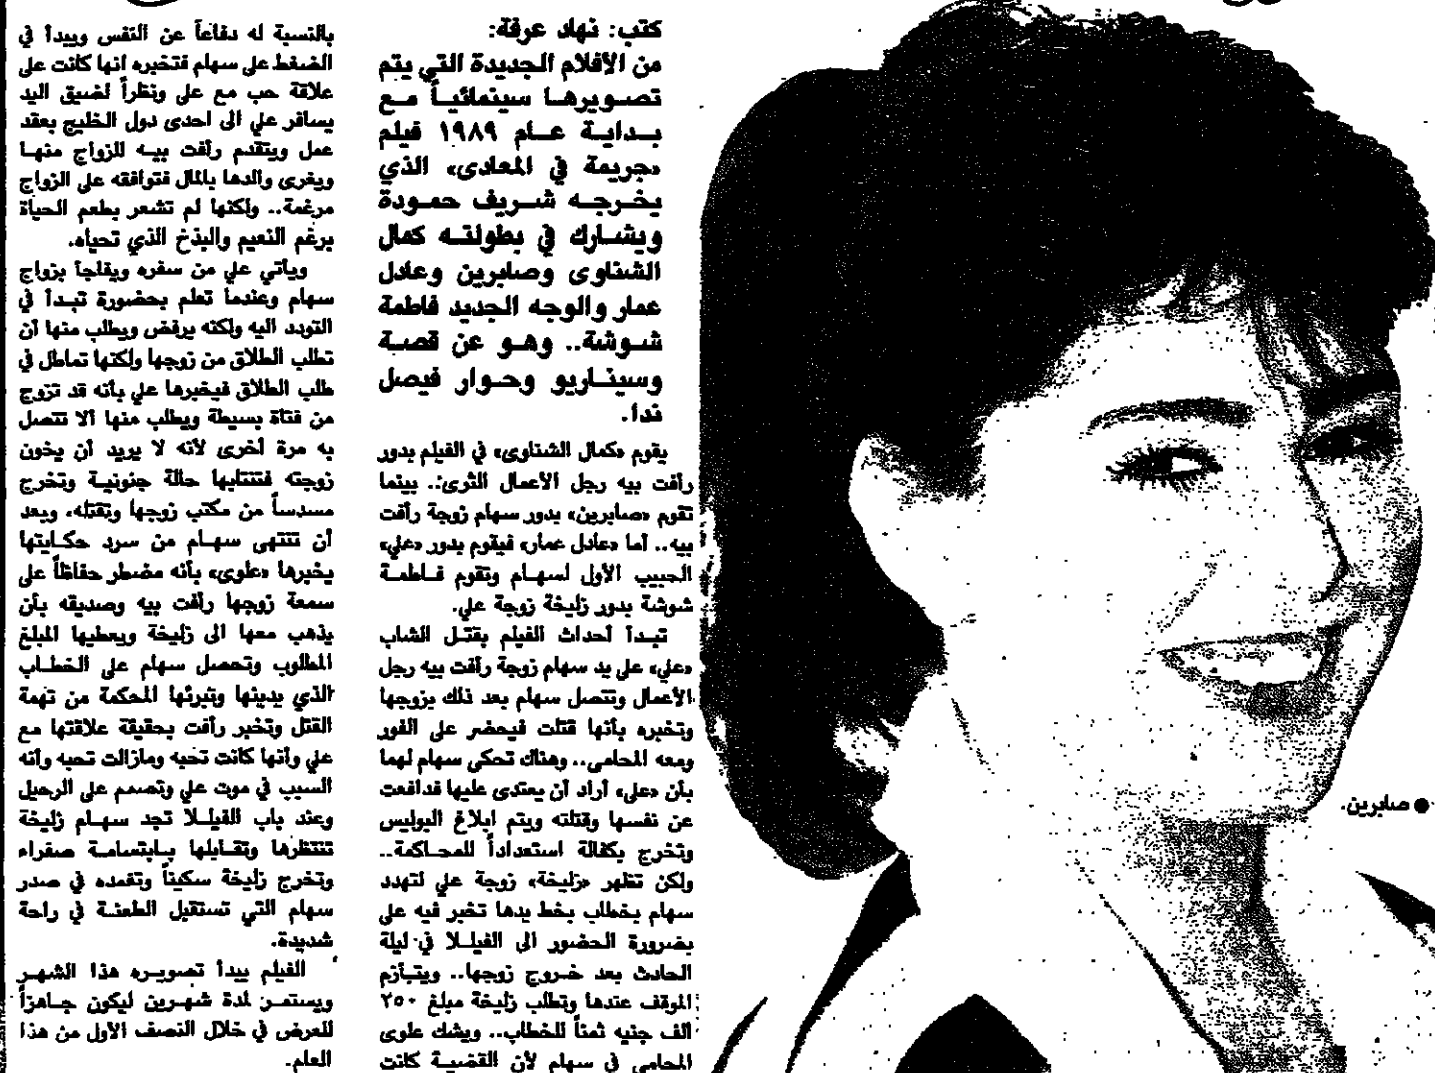 كتب: نهاد عرفة:
من الأفلام الجديدة التي يتم
تصويرها سينمائياً مع
بداية عام ١٩٨٩ فيلم
«جريمة في المعادى» الذي
يخرجه شريف حمودة
ويشارك في بطولته كمال
الشناوى وصابرين وعادل
عمار والوجه الجديد فاطمة
شوشة.. وهو عن قصة
وسيناريو وحوار فيصل
ندا.
يقوم «كمال الشناوى» في الفيلم بدور
رأفت بيه رجل الأعمال الثرى.. بينما
تقوم «صابرين» بدور سهام زوجة رأفت
بيه.. أما «عادل عمار» فيقوم بدور «علي»
الحبيب الأول لسهام وتقوم فاطمة
شوشة بدور زليخة زوجة علي.
تبدأ أحداث الفيلم بقتل الشاب
«علي» على يد سهام زوجة رأفت بيه رجل
الأعمال وتتصل سهام بعد ذلك بزوجها
وتخبره بأنها قتلت فيحضر على الفور
ومعه المحامى.. وهناك تحكى سهام لهما
بأن «على» أراد أن يعتدى عليها فدافعت
عن نفسها وقتلته ويتم ابلاغ البوليس
وتخرج بكفالة استعداداً للمحاكمة..
ولكن تظهر «زليخة» زوجة علي لتهدد
سهام بخطاب بخط يدها تخبر فيه على
بضرورة الحضور الى الفيلا في ليلة
الحادث بعد خروج زوجها.. ويتأزم
الموقف عندها وتطلب زليخة مبلغ ٢٥٠
ألف جنيه ثمناً للخطاب.. ويشك علوى
المحامي في سهام لأن القضية كانت
بالنسبة له دفاعاً عن النفس ويبدأ في
الضغط على سهام فتخبره انها كانت على
علاقة حب مع على ونظراً لضيق اليد
يسافر علي الى احدى دول الخليج بعقد
عمل ويتقدم رأفت بيه للزواج منها
ويغرى والدها بالمال فتوافقه على الزواج
مرغمة.. ولكنها لم تشعر بطعم الحياة
برغم النعيم والبذخ الذي تحياه.
ويأتي علي من سفره ويفاجأ بزواج
سهام وعندما تعلم بحضورة تبدأ في
التودد اليه ولكنه يرفض ويطلب منها أن
تطلب الطلاق من زوجها ولكنها تماطل في
طلب الطلاق فيخبرها علي بأنه قد تزوج
من فتاة بسيطة ويطلب منها ألا تتصل
به مرة أخرى لأنه لا يريد أن يخون
زوجته فتنتابها حالة جنونية وتخرج
مسدساً من مكتب زوجها وتقتله، وبعد
أن تنتهى سهام من سرد حكايتها
يخبرها «علوى» بأنه مضطر حفاظاً على
سمعة زوجها رأفت بيه وصديقه بأن
يذهب معها الى زليخة ويعطيها المبلغ
المطلوب وتحصل سهام على الخطاب
الذي يدينها وتبرئها المحكمة من تهمة
القتل وتخبر رأفت بحقيقة علاقتها مع
علي وأنها كانت تحبه ومازالت تحبه وأنه
السبب في موت علي وتصمم على الرحيل
وعند باب الفيلا تجد سهام زليخة
تنتظرها وتقابلها بابتسامة صفراء
وتخرج زليخة سكيناً وتغمده في صدر
سهام التي تستقبل الطعنة في راحة
شديدة.
الفيلم يبدأ تصويره هذا الشهر
ويستمر لمدة شهرين ليكون جاهزاً
للعرض في خلال النصف الأول من هذا
العلم.
● صابرين.